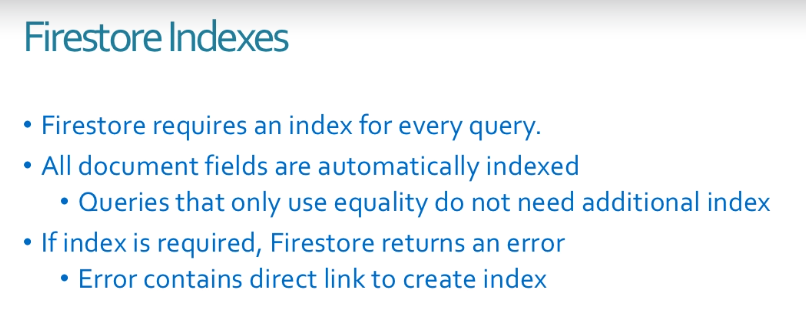 Firestore Indexes
• Firestore requires an index for every query.
• All document fields are automatically indexed
• Queries that only use equality do not need additional index
• If index is required, Firestore returns an error
• Error contains direct link to create index